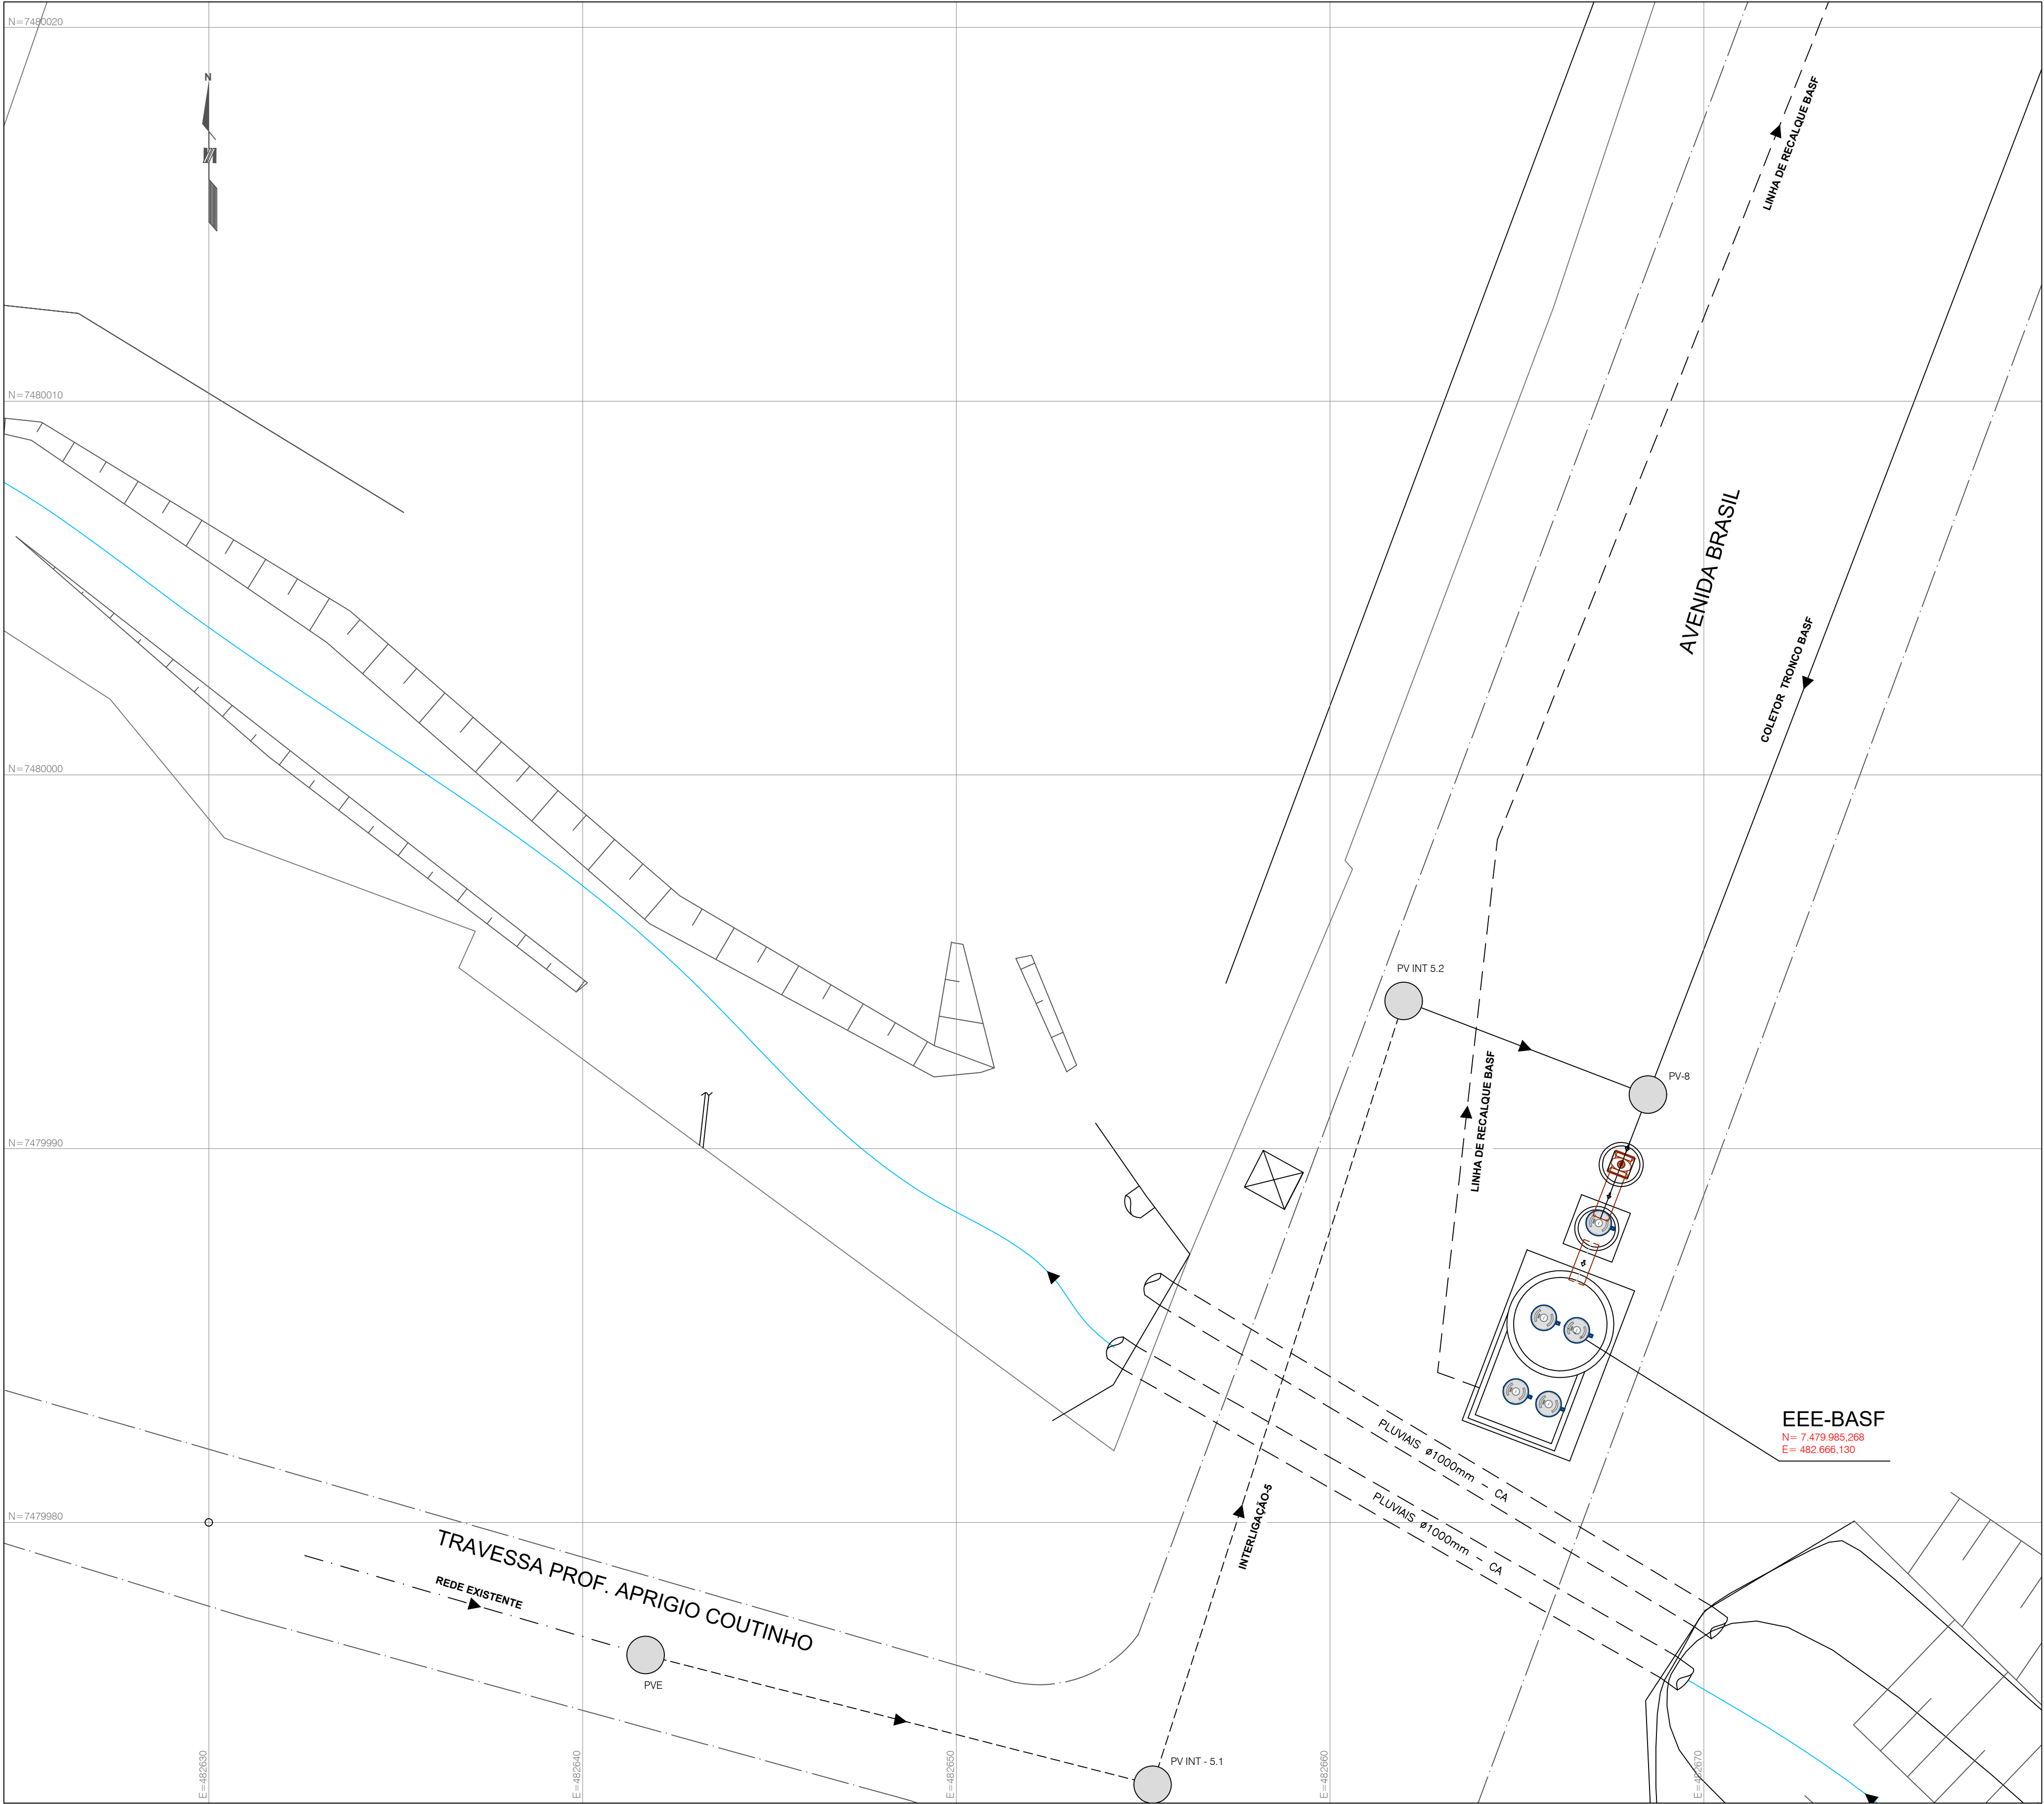 N=7480020
N
LINHA DE RECALQUE BASF
N=7480010
AVENIDA BRASIL
COLETOR TRONCO BASF
N=7480000
PV INT 5.2
LINHA DE RECALQUE BASF
PV-8
N=7479990
EEE-BASF
N= 7.479.985,268
E= 482.666,130
PLUVIAIS ø1000mm - CA
PLUVIAIS ø1000mm - CA
INTERLIGAÇÃO-5
N=7479980
TRAVESSA PROF. APRIGIO COUTINHO
REDE EXISTENTE
PVE
PV INT - 5.1
E=482630
E=482640
E=482650
E=482660
E=482670